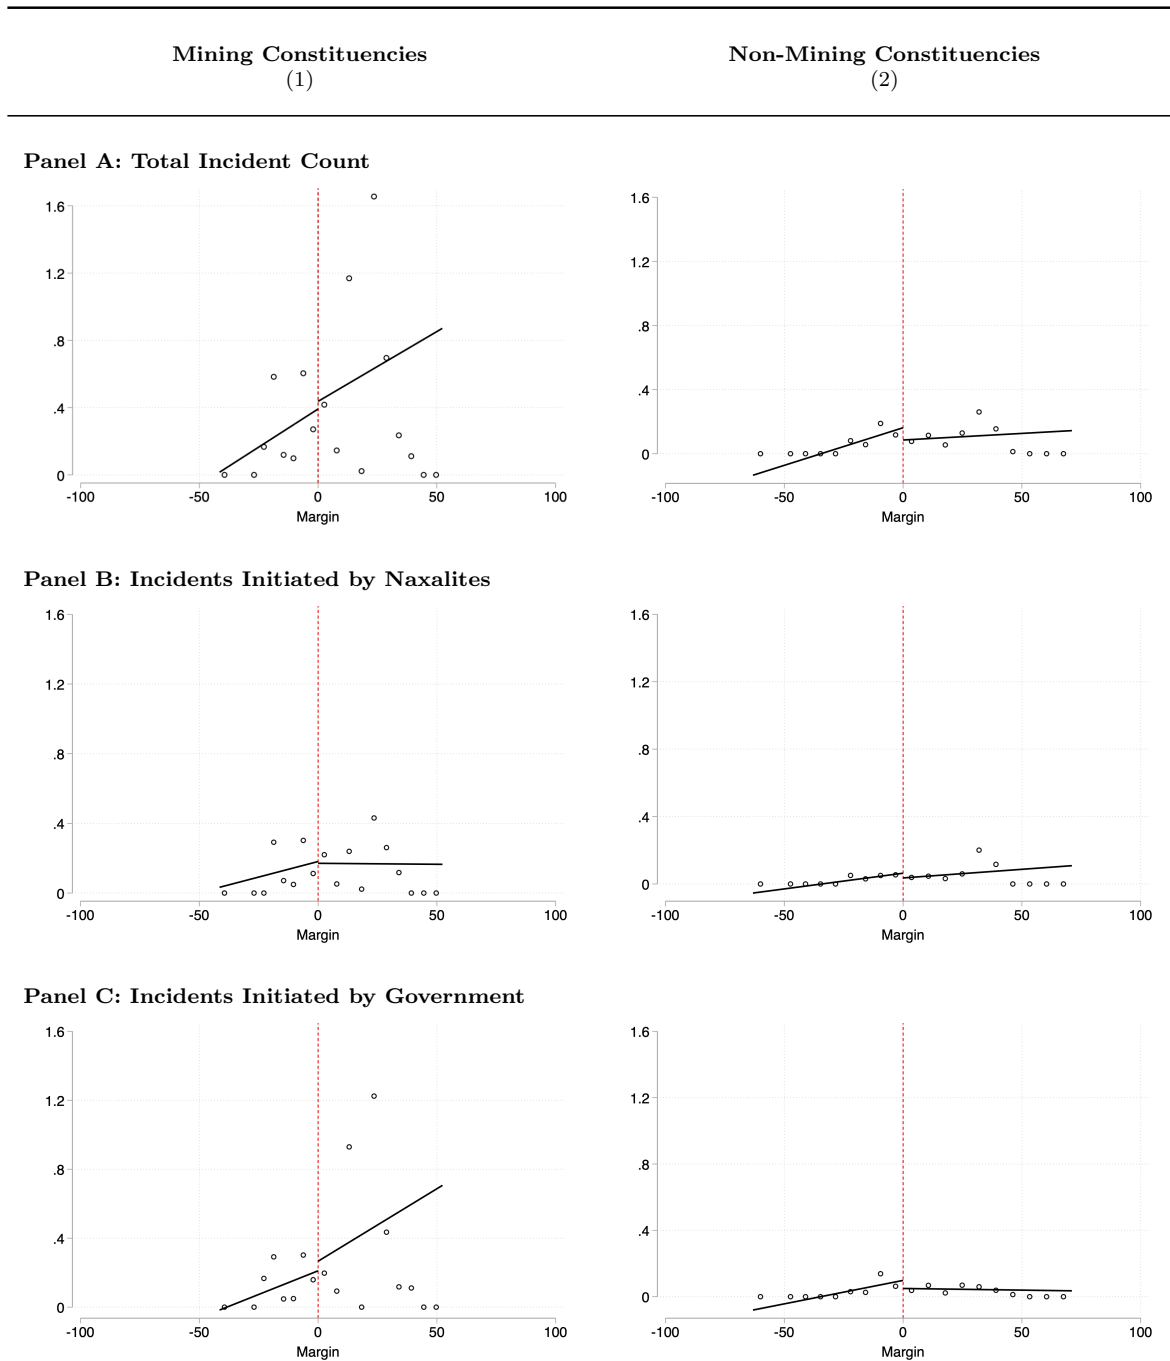 Mining Constituencies Non-Mining Constituencies
(1) (2)
Panel A: Total Incident Count
1.6 1.6
1.2 1.2
.8 .8
.4 .4
0 0
-100 -50 0 50 100 -100 -50 0 50 100
Margin Margin
Panel B: Incidents Initiated by Naxalites
1.6 1.6
1.2 1.2
.8 .8
.4 .4
0 0
-100 -50 0 50 100 -100 -50 0 50 100
Margin Margin
Panel C: Incidents Initiated by Government
1.6 1.6
1.2 1.2
.8 .8
.4 .4
0 0
-100 -50 0 50 100 -100 -50 0 50 100
Margin Margin